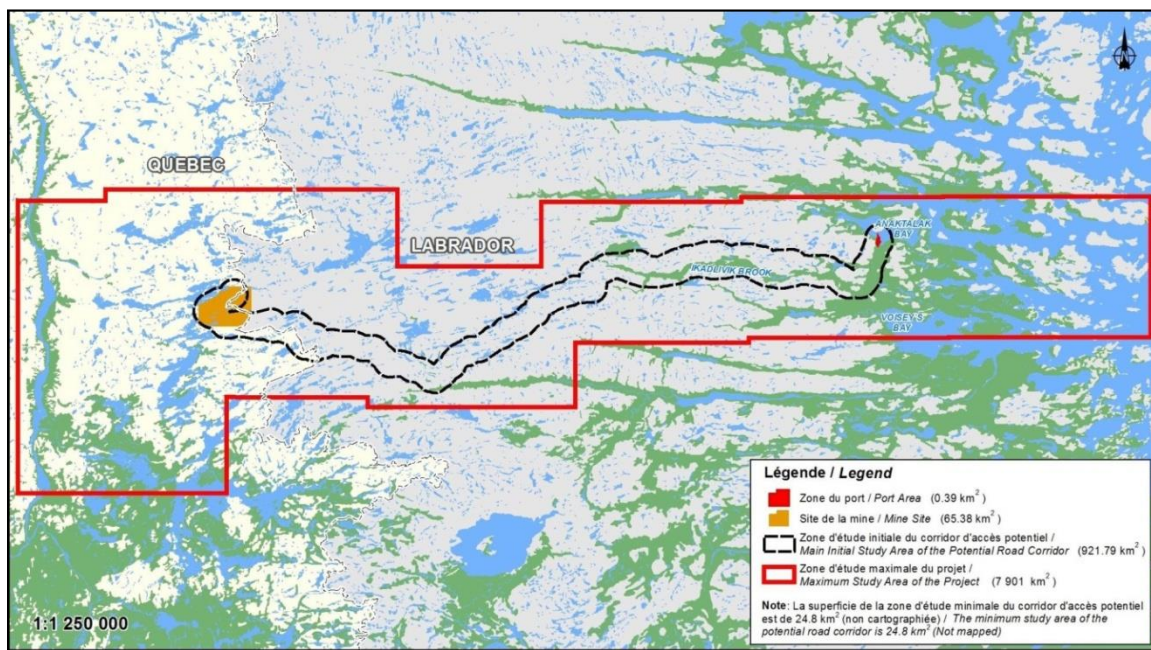 QUEBEC
LABRADOR
ANAKTALAK
BAY
IKADLIVIK BROOK
VOISEY'S
BAY
Légende / Legend
Zone du port / Port Area (0.39 km²)
Site de la mine / Mine Site (65.38 km²)
Zone d'étude initiale du corridor d'accès potentiel /
Main Initial Study Area of the Potential Road Corridor (921.79 km²)
Zone d'étude maximale du projet /
Maximum Study Area of the Project (7 901 km²)
Note: La superficie de la zone d'étude minimale du corridor d'accès potentiel
est de 24.8 km² (non cartographiée) / The minimum study area of the
potential road corridor is 24.8 km² (Not mapped)
1:1 250 000